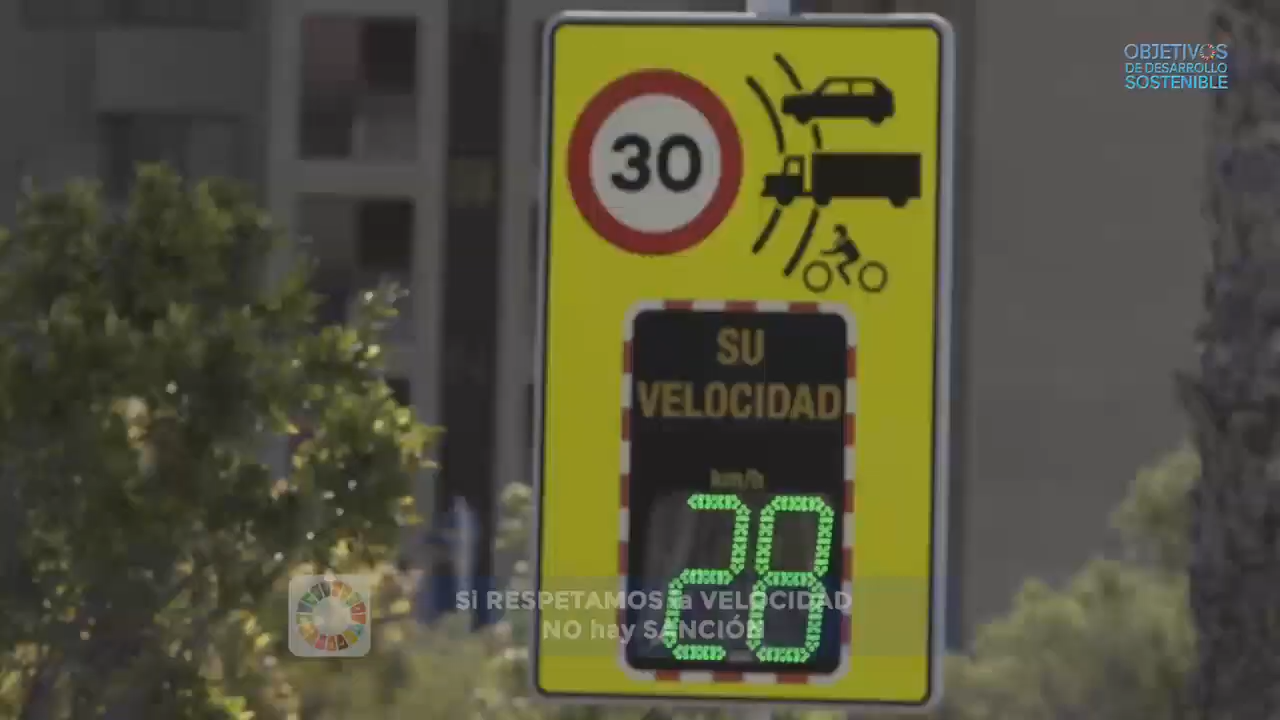 OBJETIVOS
DE DESARROLLO
SOSTENIBLE
30
SU
VELOCIDAD
km/h
28
Si RESPETAMOS la VELOCIDAD
NO hay SANCIÓN